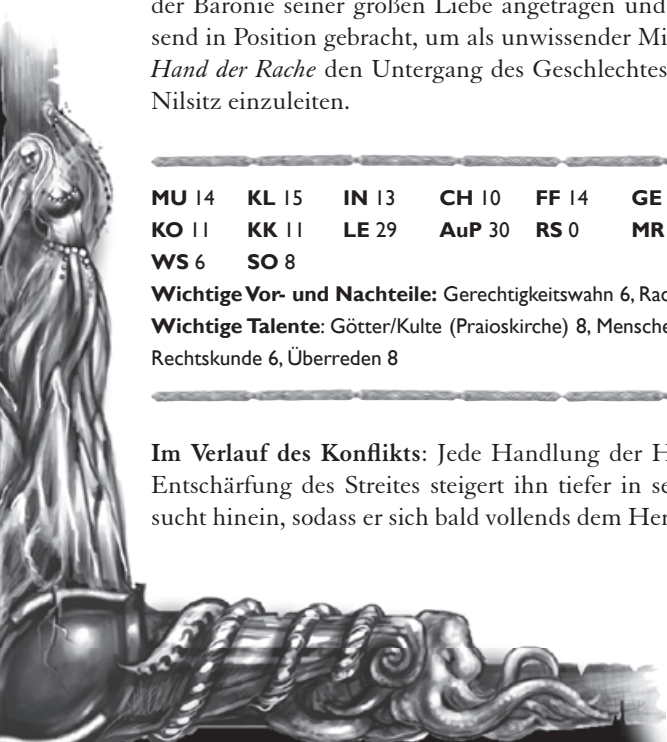 der Baronie seiner großen Liebe angetragen und
send in Position gebracht, um als unwissender Mi
Hand der Rache den Untergang des Geschlechtes
Nilsitz einzuleiten.
MU 14 KL 15 IN 13 CH 10 FF 14 GE
KO 11 KK 11 LE 29 AuP 30 RS 0 MR
WS 6 SO 8
Wichtige Vor- und Nachteile: Gerechtigkeitswahn 6, Rac
Wichtige Talente: Götter/Kulte (Praioskirche) 8, Mensche
Rechtskunde 6, Überreden 8
Im Verlauf des Konflikts: Jede Handlung der H
Entschärfung des Streites steigert ihn tiefer in se
sucht hinein, sodass er sich bald vollends dem Her